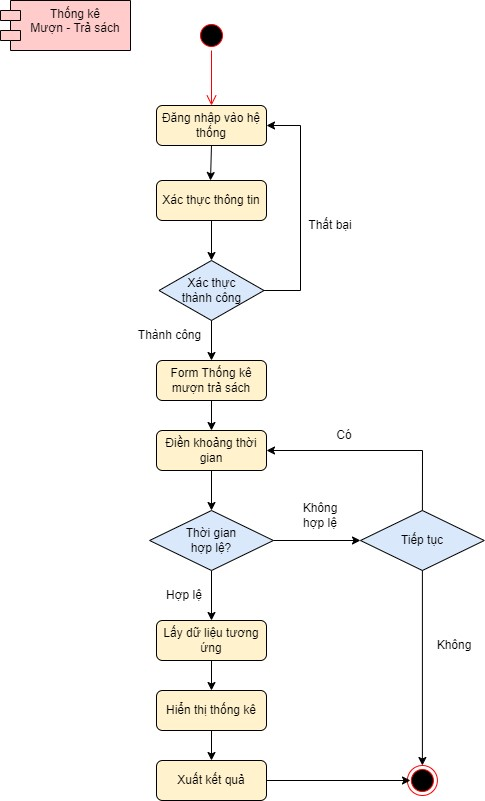 Thống kê
Mượn - Trả sách
Đăng nhập vào hệ
thống
Xác thực thông tin
Thất bại
Xác thực
thành công
Thành công
Form Thống kê
mượn trả sách
Có
Điền khoảng thời
gian
Không
hợp lệ
Thời gian
hợp lệ?
Tiếp tục
Hợp lệ
Lấy dữ liệu tương
ứng
Không
Hiển thị thống kê
Xuất kết quả